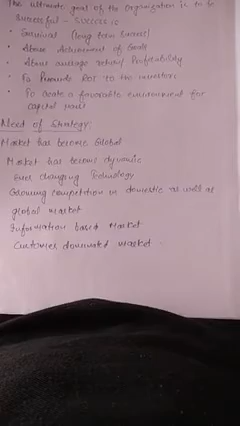 The ultimate goal of the organization is to be
successful - success is
• Survival (long term success)
• Above Achievement of Goals
• About average return/Profitability
• To Provide ROI to the investors
• To create a favorable environment for
capital
Need of Strategy:
Market has become Global
Market has become dynamic
Ever changing Technology
Growing competition in domestic as well as
global market
Information based Market
Customer dominated market.